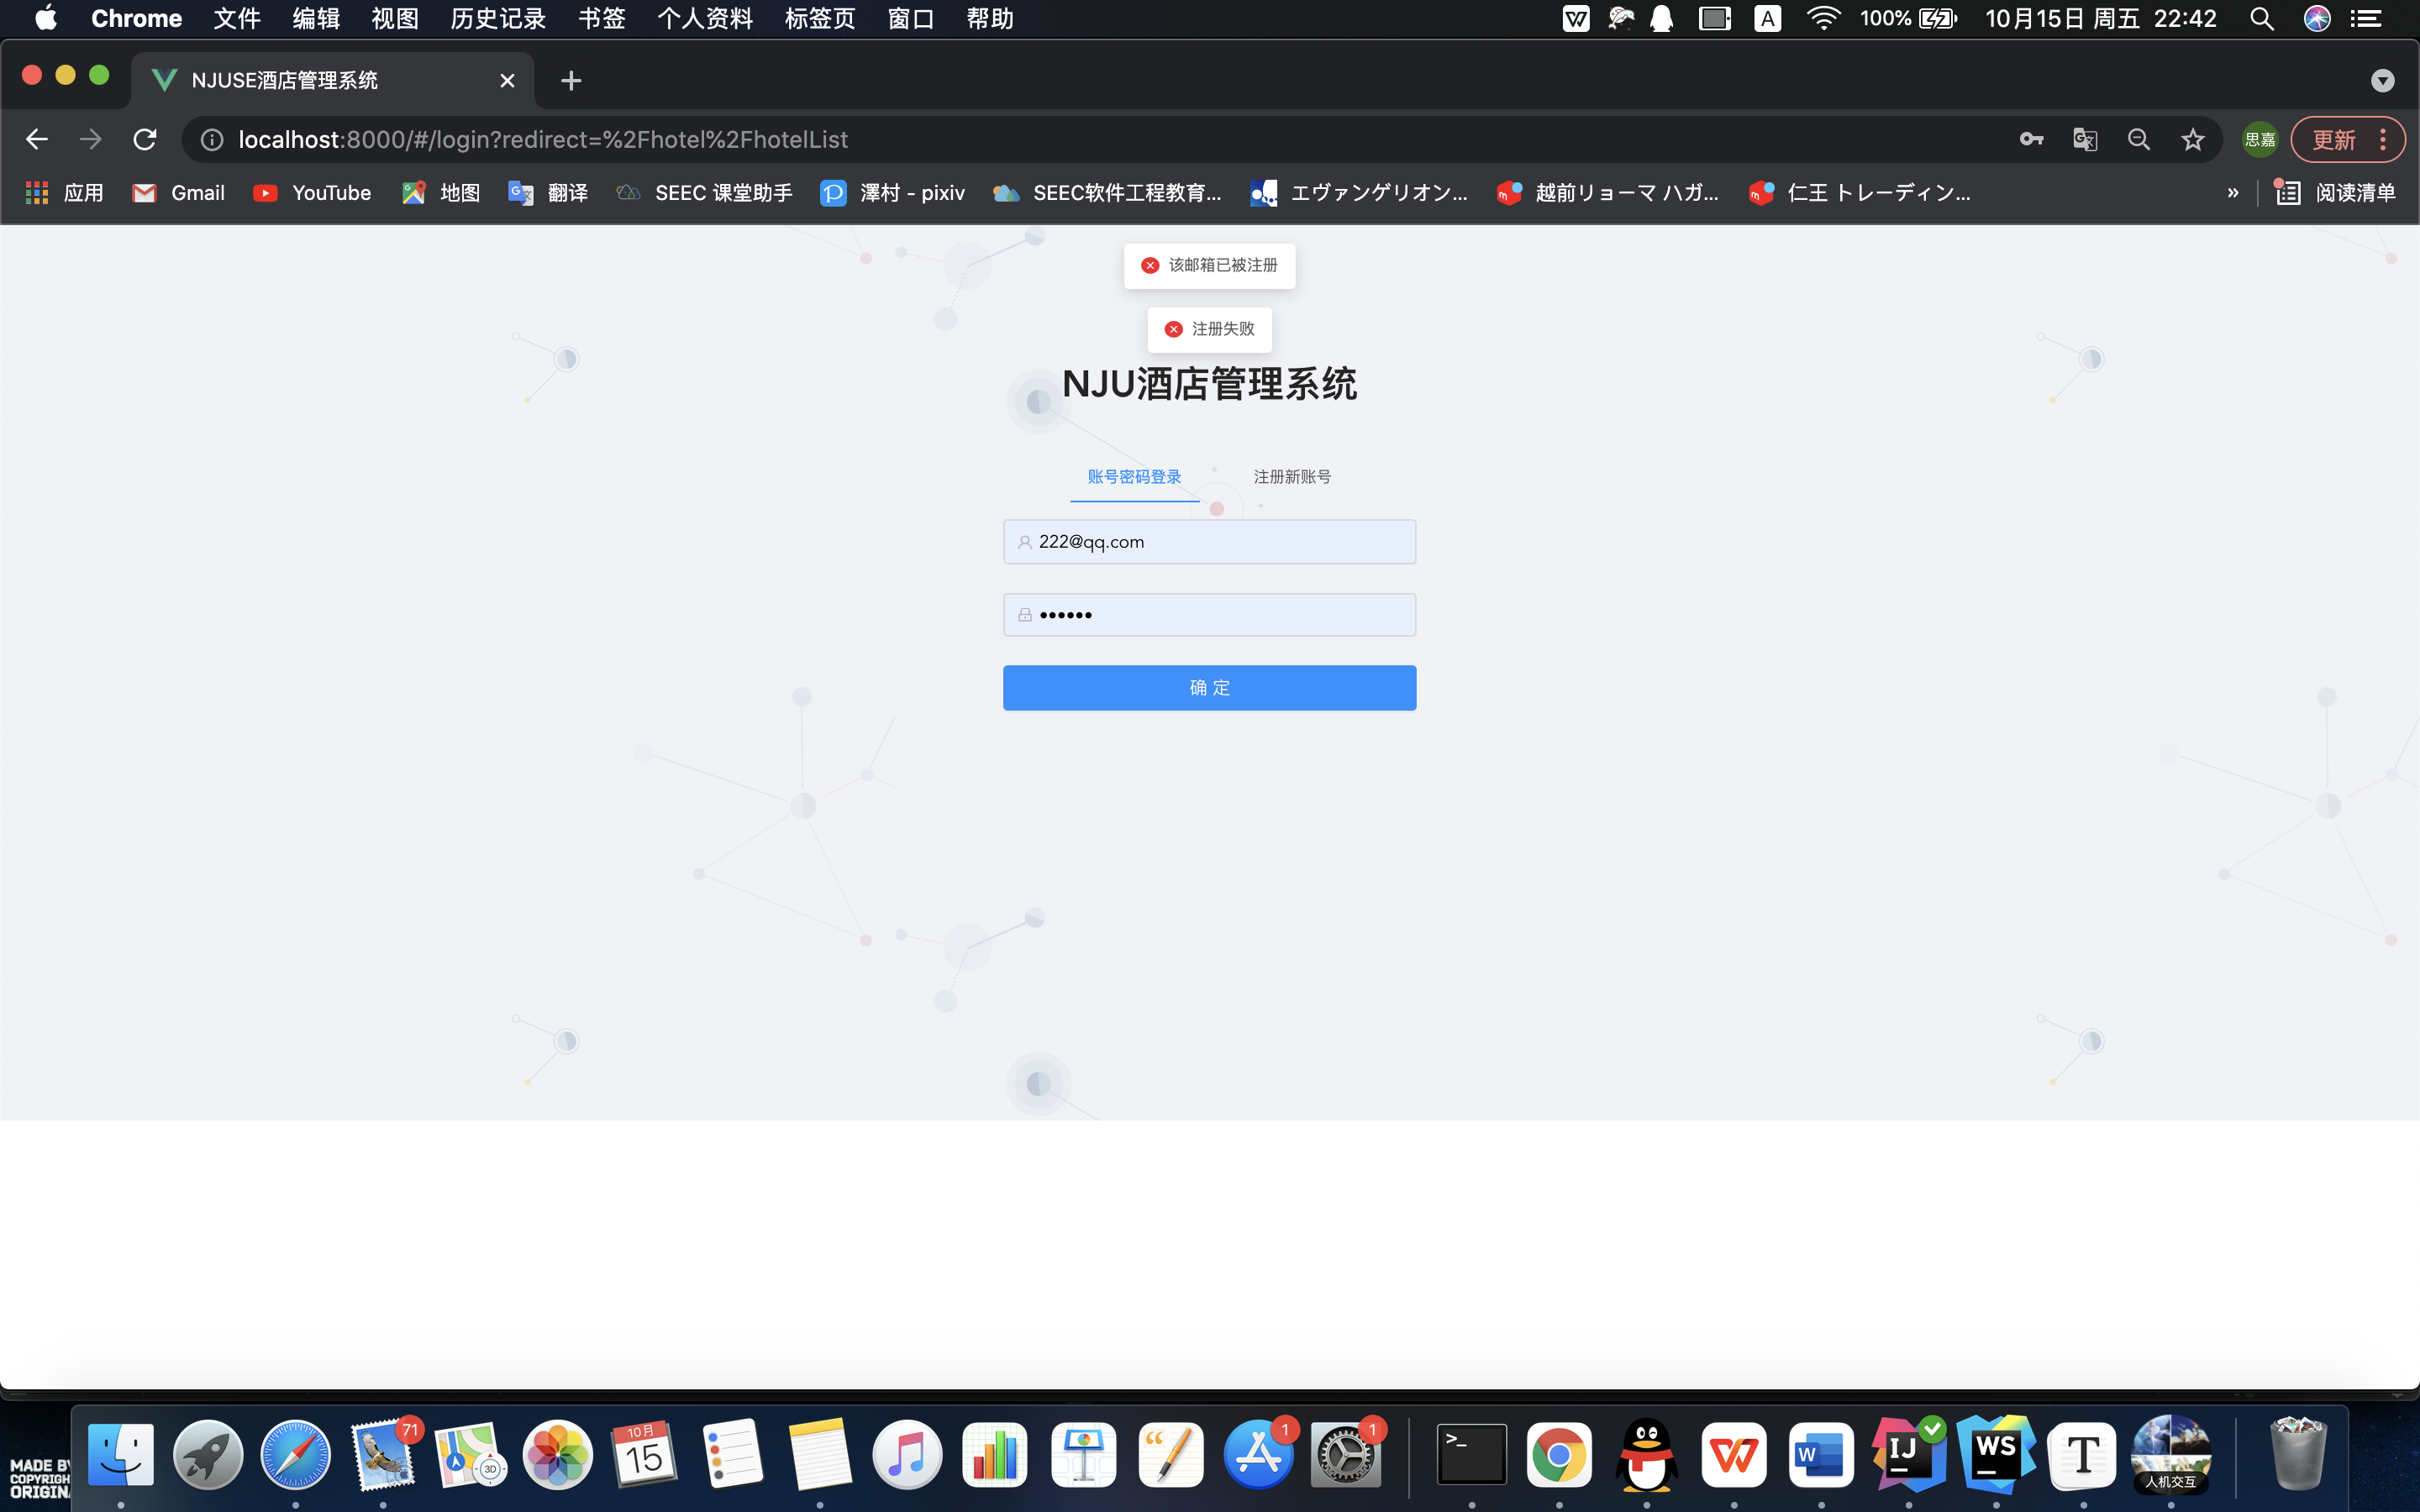 Chrome 文件 编辑 视图 历史记录 书签 个人资料 标签页 窗口 帮助 A 100% 10月15日 周五 22:42
NJUSE酒店管理系统
localhost:8000/#/login?redirect=%2Fhotel%2FhotelList 思嘉 更新
应用 Gmail YouTube 地图 翻译 SEEC 课堂助手 澤村 - pixiv SEEC软件工程教育... エヴァンゲリオン... 越前リョーマ ハガ... 仁王 トレーディン... » 阅读清单
该邮箱已被注册
注册失败
NJU酒店管理系统
账号密码登录 注册新账号
222@qq.com
••••••
确 定
71 3D 10月 15 1 1 >_ W IJ WS T 人机交互
MADE BY
COPYRIGH
ORIGINA